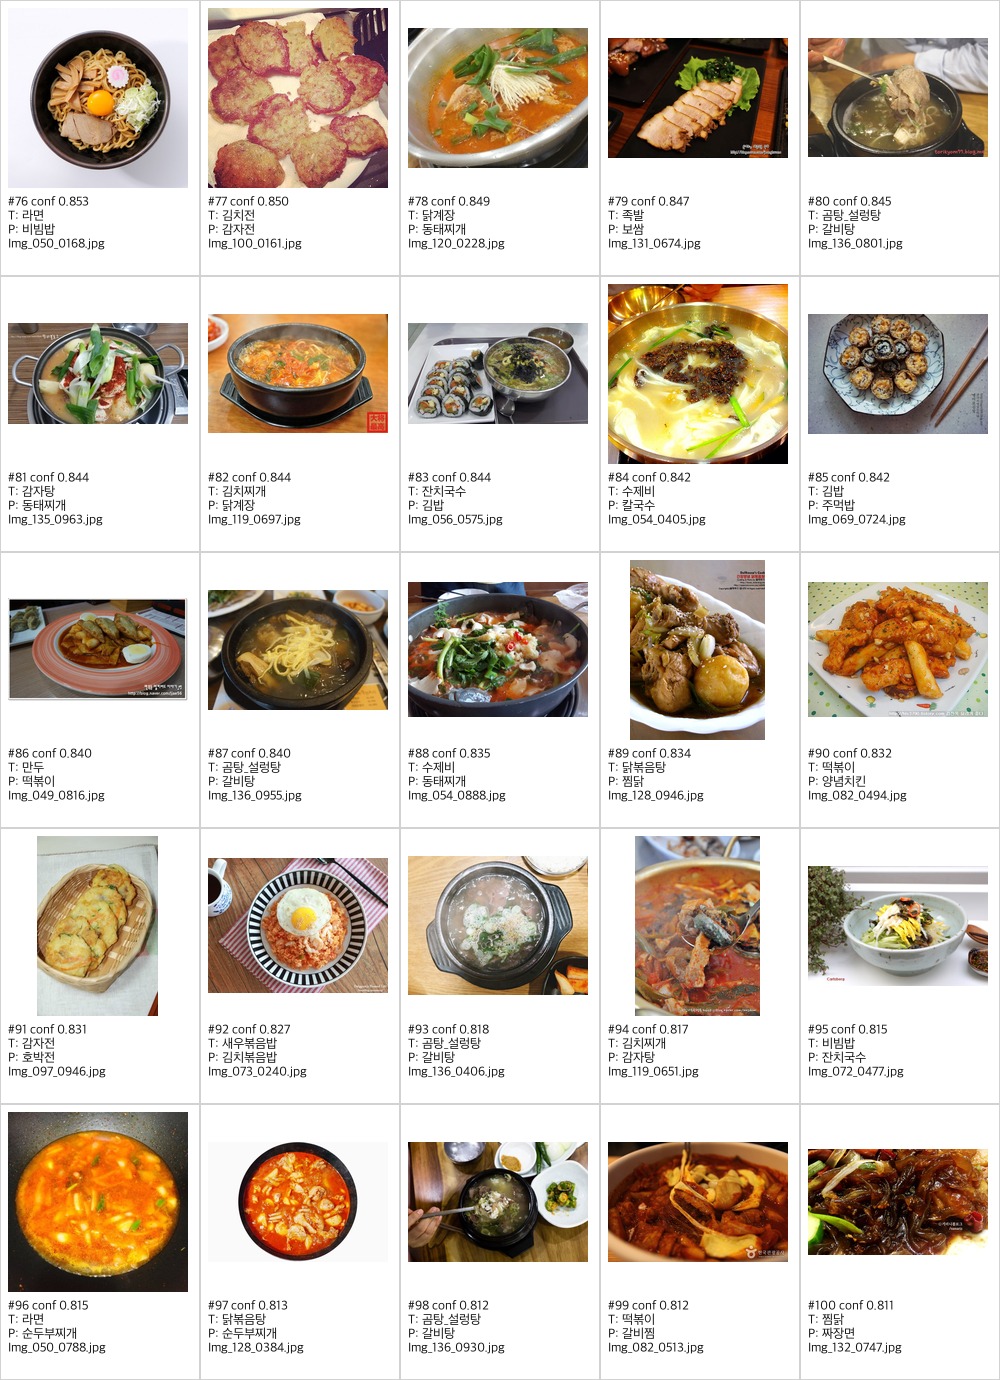 #76 conf 0.853
T: 라면
P: 비빔밥
Img_050_0168.jpg
#77 conf 0.850
T: 김치전
P: 감자전
Img_100_0161.jpg
#78 conf 0.849
T: 닭계장
P: 동태찌개
Img_120_0228.jpg
#79 conf 0.847
T: 족발
P: 보쌈
Img_131_0674.jpg
#80 conf 0.845
T: 곰탕_설렁탕
P: 갈비탕
Img_136_0801.jpg
#81 conf 0.844
T: 감자탕
P: 동태찌개
Img_135_0963.jpg
#82 conf 0.844
T: 김치찌개
P: 닭계장
Img_119_0697.jpg
#83 conf 0.844
T: 잔치국수
P: 김밥
Img_056_0575.jpg
#84 conf 0.842
T: 수제비
P: 칼국수
Img_054_0405.jpg
#85 conf 0.842
T: 김밥
P: 주먹밥
Img_069_0724.jpg
#86 conf 0.840
T: 만두
P: 떡볶이
Img_049_0816.jpg
#87 conf 0.840
T: 곰탕_설렁탕
P: 갈비탕
Img_136_0955.jpg
#88 conf 0.835
T: 수제비
P: 동태찌개
Img_054_0888.jpg
#89 conf 0.834
T: 닭볶음탕
P: 찜닭
Img_128_0946.jpg
#90 conf 0.832
T: 떡볶이
P: 양념치킨
Img_082_0494.jpg
#91 conf 0.831
T: 감자전
P: 호박전
Img_097_0946.jpg
#92 conf 0.827
T: 새우볶음밥
P: 김치볶음밥
Img_073_0240.jpg
#93 conf 0.818
T: 곰탕_설렁탕
P: 갈비탕
Img_136_0406.jpg
#94 conf 0.817
T: 김치찌개
P: 감자탕
Img_119_0651.jpg
#95 conf 0.815
T: 비빔밥
P: 잔치국수
Img_072_0477.jpg
#96 conf 0.815
T: 라면
P: 순두부찌개
Img_050_0788.jpg
#97 conf 0.813
T: 닭볶음탕
P: 순두부찌개
Img_128_0384.jpg
#98 conf 0.812
T: 곰탕_설렁탕
P: 갈비탕
Img_136_0930.jpg
#99 conf 0.812
T: 떡볶이
P: 갈비찜
Img_082_0513.jpg
#100 conf 0.811
T: 찜닭
P: 짜장면
Img_132_0747.jpg